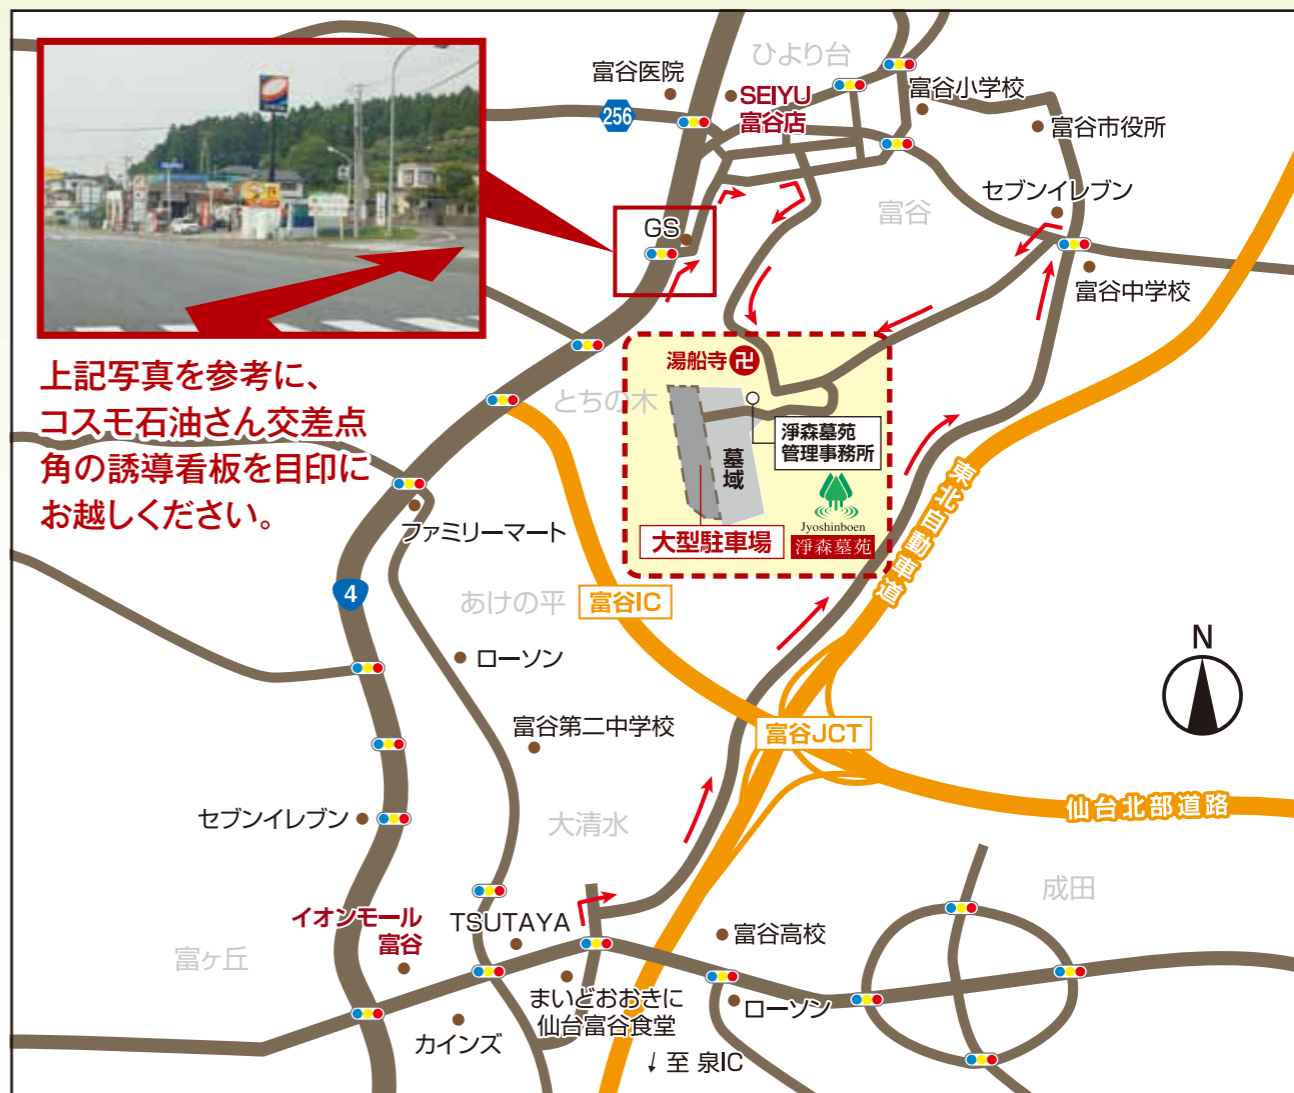 ひより台
富谷医院
SEIYU
富谷店
富谷小学校
256
富谷市役所
セブンイレブン
富谷
GS
富谷中学校
上記写真を参考に、
コスモ石油さん交差点
角の誘導看板を目印に
お越しください。
湯船寺
とちの木
淨森墓苑
管理事務所
墓域
Jyoshinboen
淨森墓苑
大型駐車場
東北自動車道
ファミリーマート
4
あけの平
富谷IC
ローソン
N
富谷第二中学校
富谷JCT
仙台北部道路
セブンイレブン
大清水
成田
イオンモール
富谷
TSUTAYA
富谷高校
富ヶ丘
まいどおおきに
仙台富谷食堂
ローソン
カインズ
↓至 泉IC